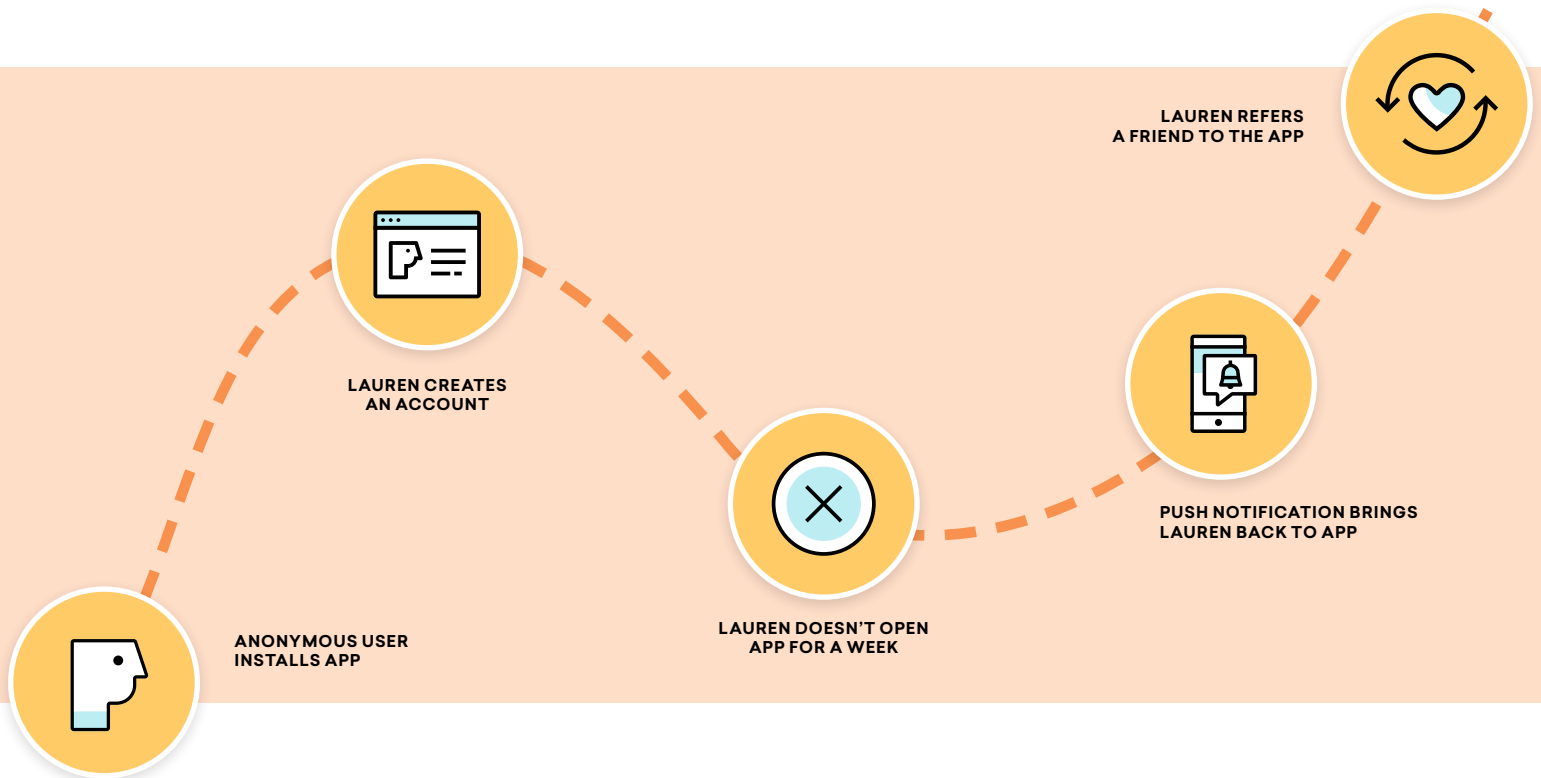 ANONYMOUS USER
INSTALLS APP
LAUREN CREATES
AN ACCOUNT
LAUREN DOESN’T OPEN
APP FOR A WEEK
PUSH NOTIFICATION BRINGS
LAUREN BACK TO APP
LAUREN REFERS
A FRIEND TO THE APP